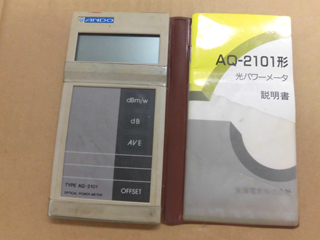 ANDO
dBm/w
dB
AVE
TYPE AQ-2101
OPTICAL POWER METER
OFFSET
AQ-2101形
光パワーメータ
説明書